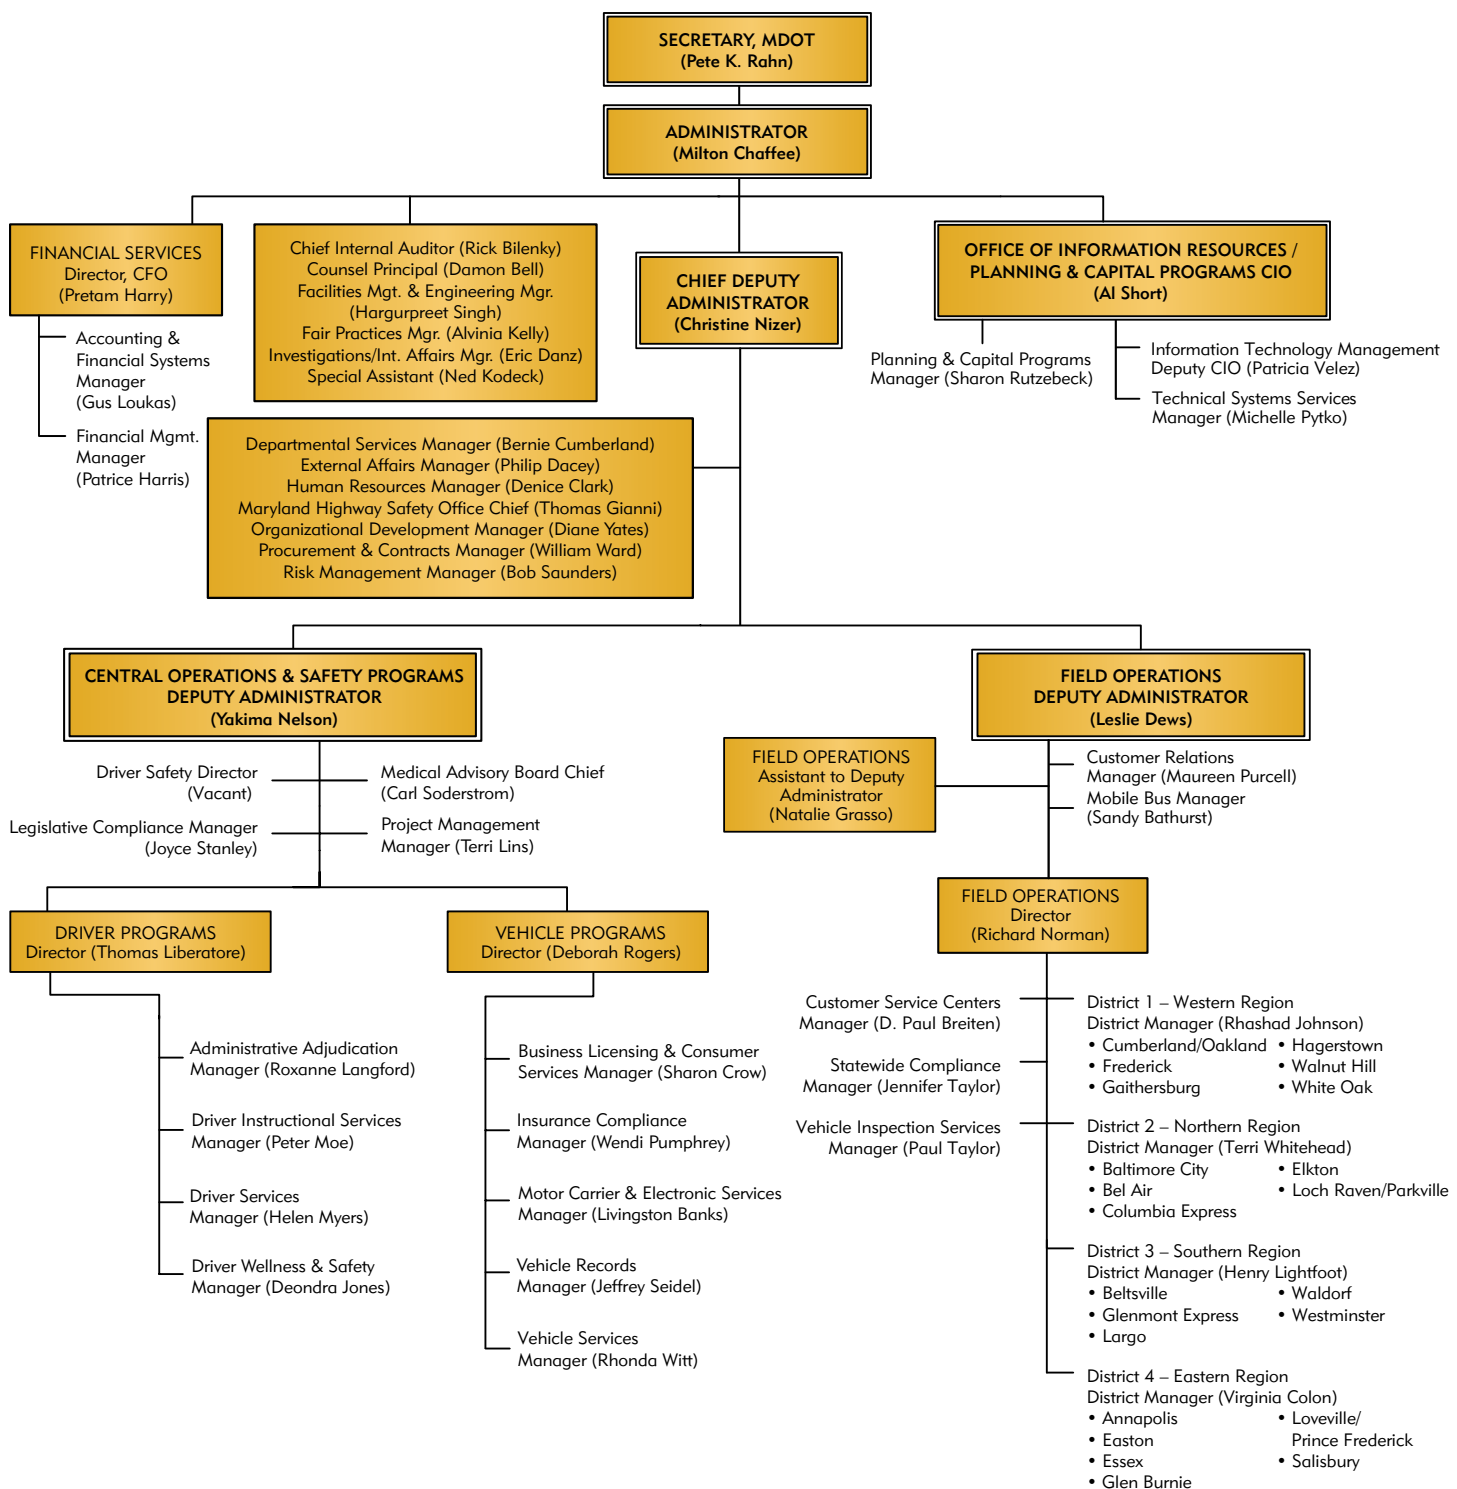 SECRETARY, MDOT
(Pete K. Rahn)
ADMINISTRATOR
(Milton Chaffee)
FINANCIAL SERVICES
Director, CFO
(Pretam Harry)
Accounting &
Financial Systems
Manager
(Gus Loukas)
Financial Mgmt.
Manager
(Patrice Harris)
Chief Internal Auditor (Rick Bilenky)
Counsel Principal (Damon Bell)
Facilities Mgt. & Engineering Mgr.
(Hargurpreet Singh)
Fair Practices Mgr. (Alvinia Kelly)
Investigations/Int. Affairs Mgr. (Eric Danz)
Special Assistant (Ned Kodeck)
CHIEF DEPUTY
ADMINISTRATOR
(Christine Nizer)
OFFICE OF INFORMATION RESOURCES /
PLANNING & CAPITAL PROGRAMS CIO
(Al Short)
Planning & Capital Programs
Manager (Sharon Rutzebeck)
Information Technology Management
Deputy CIO (Patricia Velez)
Technical Systems Services
Manager (Michelle Pytko)
Departmental Services Manager (Bernie Cumberland)
External Affairs Manager (Philip Dacey)
Human Resources Manager (Denice Clark)
Maryland Highway Safety Office Chief (Thomas Gianni)
Organizational Development Manager (Diane Yates)
Procurement & Contracts Manager (William Ward)
Risk Management Manager (Bob Saunders)
CENTRAL OPERATIONS & SAFETY PROGRAMS
DEPUTY ADMINISTRATOR
(Yakima Nelson)
Driver Safety Director
(Vacant)
Legislative Compliance Manager
(Joyce Stanley)
Medical Advisory Board Chief
(Carl Soderstrom)
Project Management
Manager (Terri Lins)
DRIVER PROGRAMS
Director (Thomas Liberatore)
Administrative Adjudication
Manager (Roxanne Langford)
Driver Instructional Services
Manager (Peter Moe)
Driver Services
Manager (Helen Myers)
Driver Wellness & Safety
Manager (Deondra Jones)
VEHICLE PROGRAMS
Director (Deborah Rogers)
Business Licensing & Consumer
Services Manager (Sharon Crow)
Insurance Compliance
Manager (Wendi Pumphrey)
Motor Carrier & Electronic Services
Manager (Livingston Banks)
Vehicle Records
Manager (Jeffrey Seidel)
Vehicle Services
Manager (Rhonda Witt)
FIELD OPERATIONS
DEPUTY ADMINISTRATOR
(Leslie Dews)
FIELD OPERATIONS
Assistant to Deputy
Administrator
(Natalie Grasso)
Customer Relations
Manager (Maureen Purcell)
Mobile Bus Manager
(Sandy Bathurst)
FIELD OPERATIONS
Director
(Richard Norman)
Customer Service Centers
Manager (D. Paul Breiten)
Statewide Compliance
Manager (Jennifer Taylor)
Vehicle Inspection Services
Manager (Paul Taylor)
District 1 – Western Region
District Manager (Rhashad Johnson)
• Cumberland/Oakland • Hagerstown
• Frederick • Walnut Hill
• Gaithersburg • White Oak
District 2 – Northern Region
District Manager (Terri Whitehead)
• Baltimore City • Elkton
• Bel Air • Loch Raven/Parkville
• Columbia Express
District 3 – Southern Region
District Manager (Henry Lightfoot)
• Beltsville • Waldorf
• Glenmont Express • Westminster
• Largo
District 4 – Eastern Region
District Manager (Virginia Colon)
• Annapolis • Loveville/
• Easton Prince Frederick
• Essex • Salisbury
• Glen Burnie